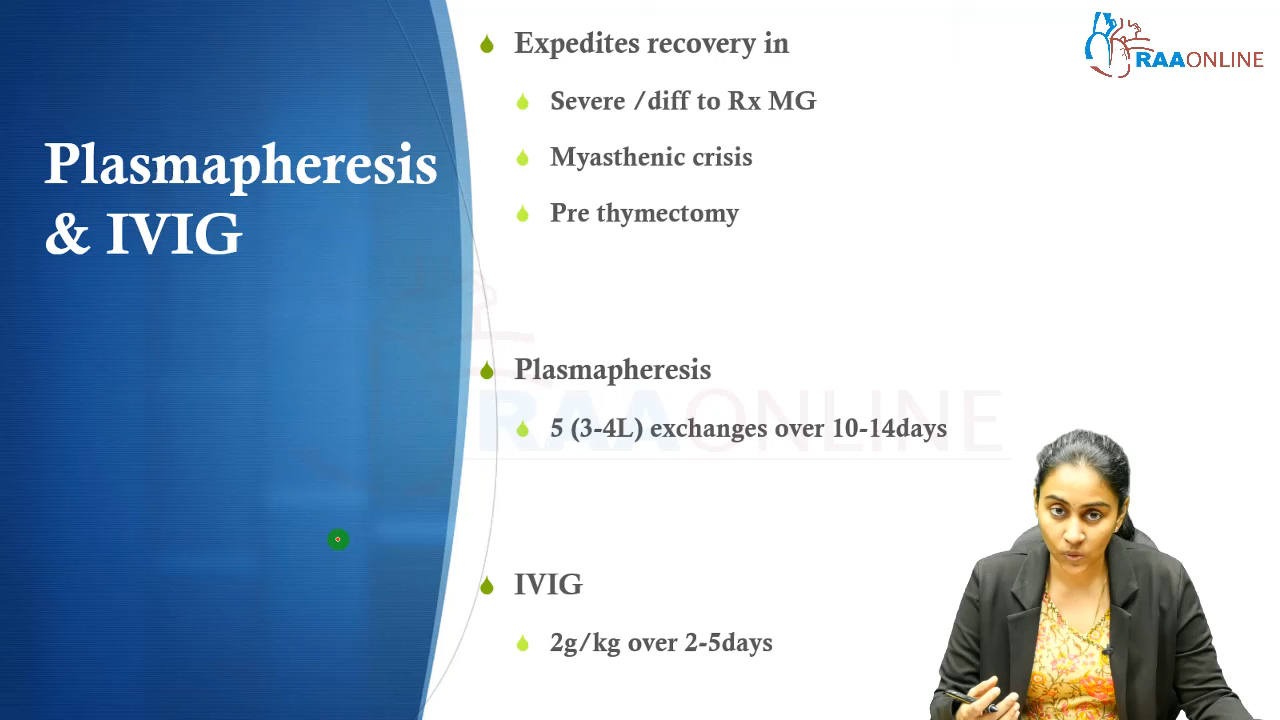 Plasmapheresis
& IVIG
Expedites recovery in
Severe /diff to Rx MG
Myasthenic crisis
Pre thymectomy
Plasmapheresis
5 (3-4L) exchanges over 10-14days
IVIG
2g/kg over 2-5days
RAAONLINE
RAAONLINE